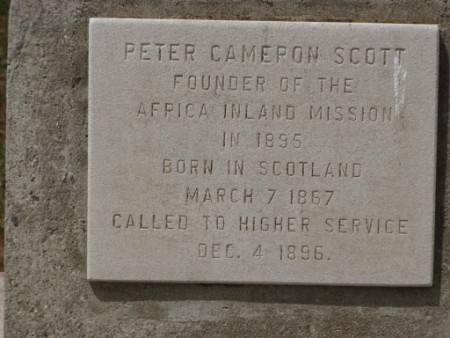 PETER CAMERON SCOTT
FOUNDER OF THE
AFRICA INLAND MISSION
IN 1895
BORN IN SCOTLAND
MARCH 7 1867
CALLED TO HIGHER SERVICE
DEC. 4 1896.